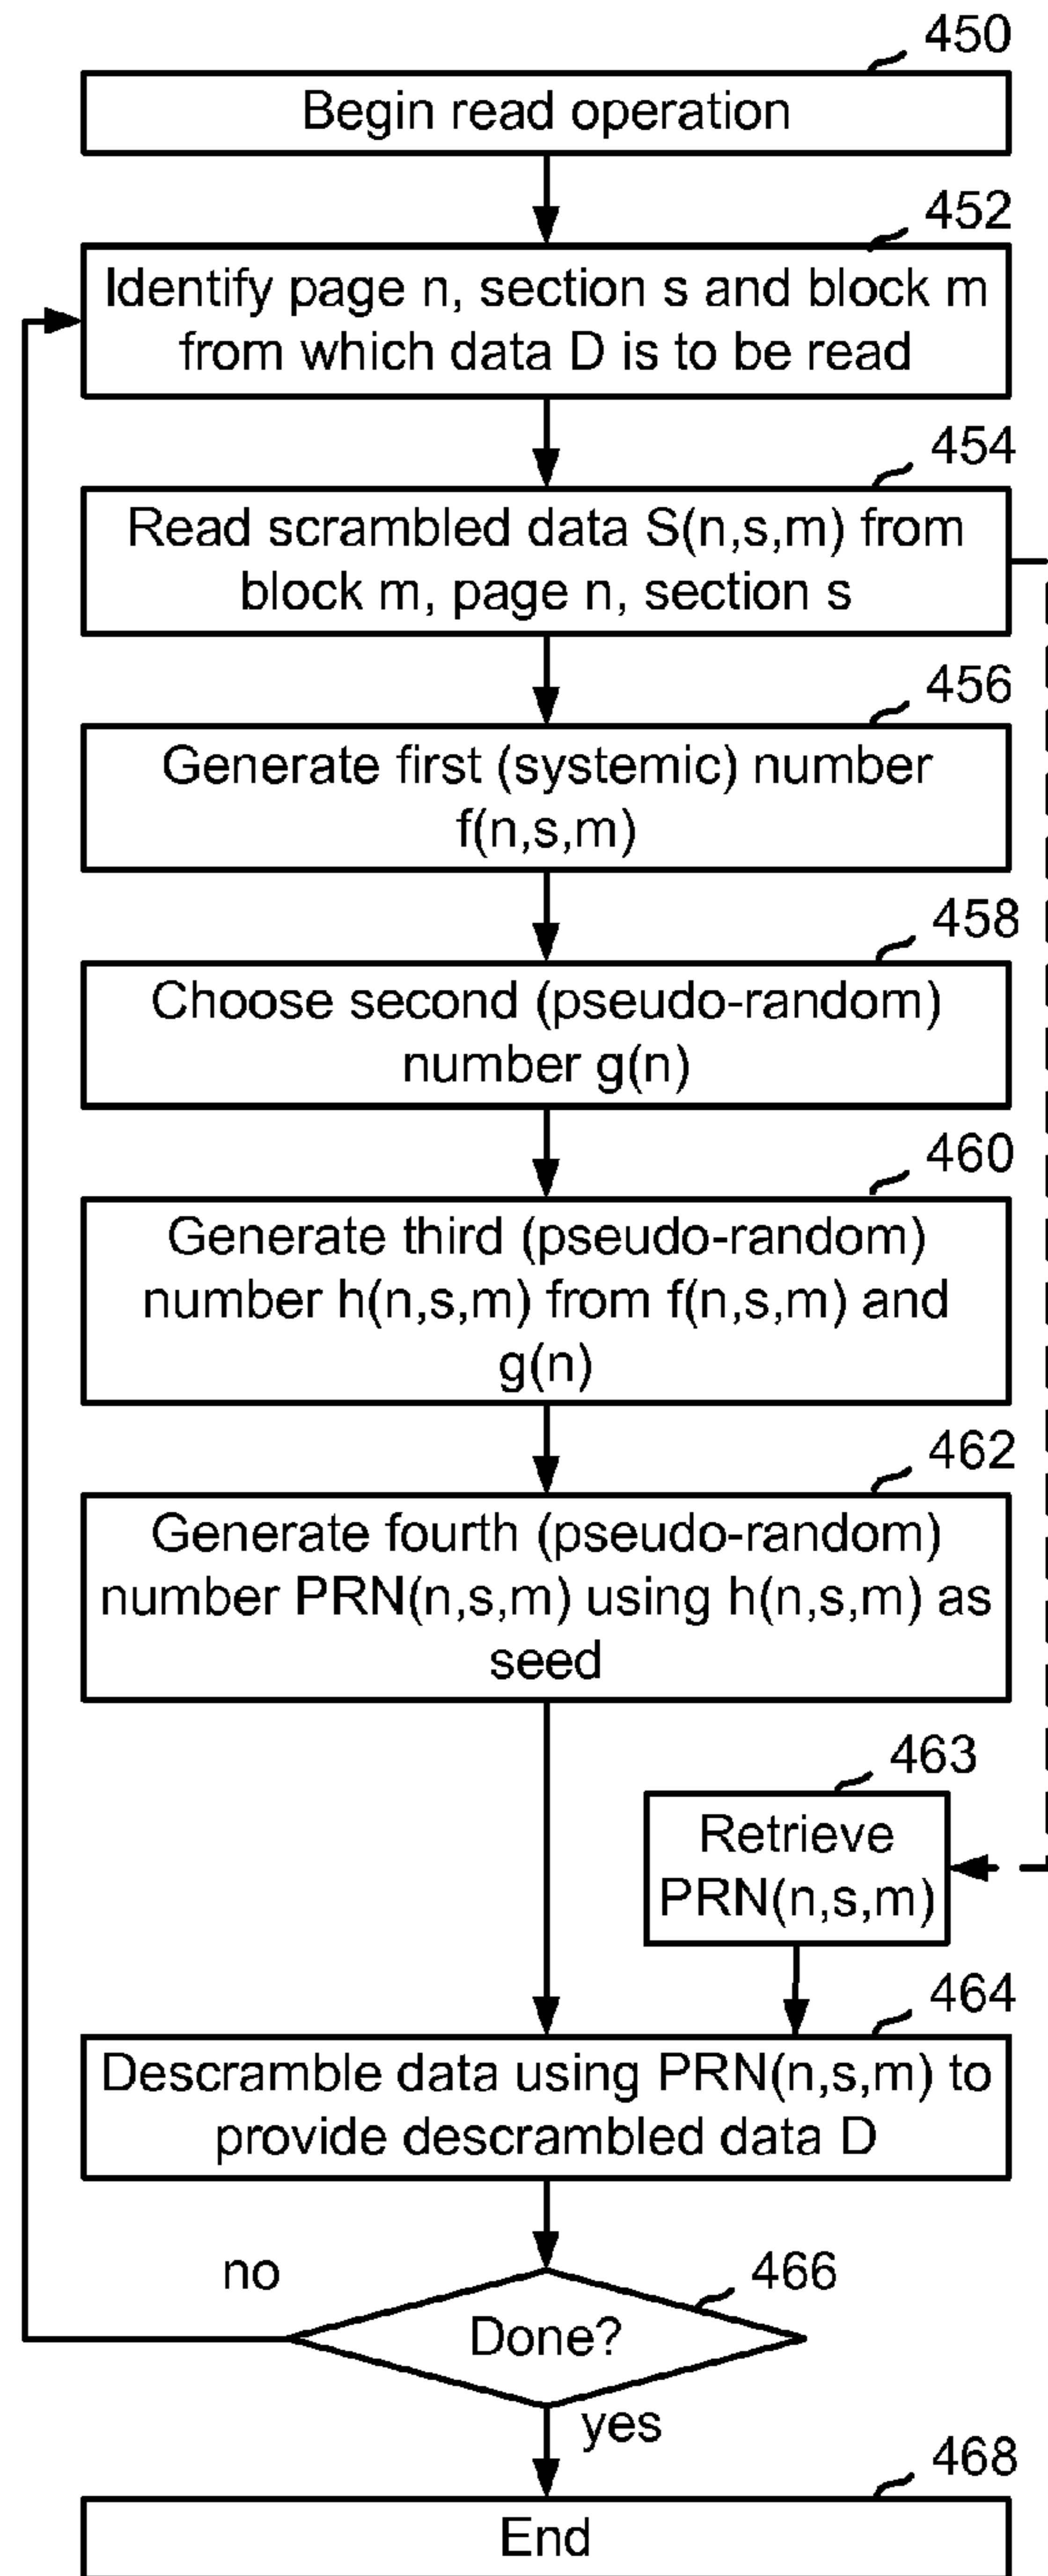 450
Begin read operation
452
Identify page n, section s and block m
from which data D is to be read
454
Read scrambled data S(n,s,m) from
block m, page n, section s
456
Generate first (systemic) number
f(n,s,m)
458
Choose second (pseudo-random)
number g(n)
460
Generate third (pseudo-random)
number h(n,s,m) from f(n,s,m) and
g(n)
462
Generate fourth (pseudo-random)
number PRN(n,s,m) using h(n,s,m) as
seed
463
Retrieve
PRN(n,s,m)
464
Descramble data using PRN(n,s,m) to
provide descrambled data D
no
466
Done?
yes
468
End